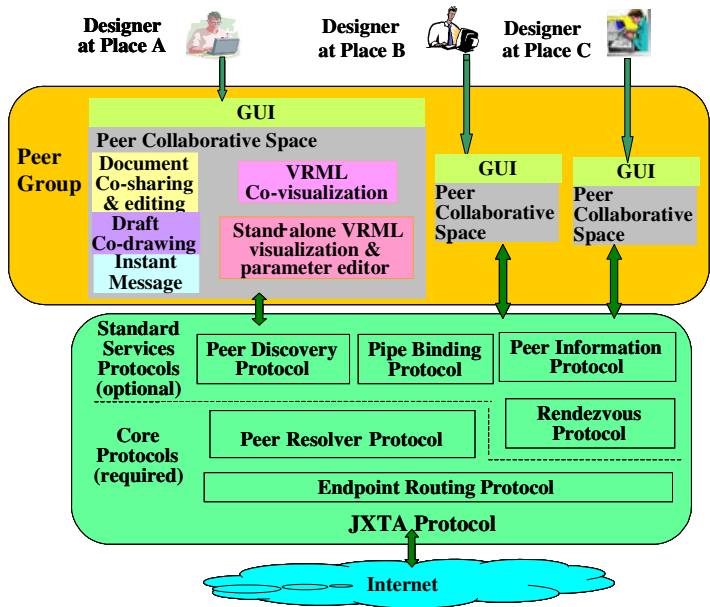 Designer
at Place A
Designer
at Place B
Designer
at Place C
Peer
Group
GUI
Peer Collaborative Space
Document
Co-sharing
& editing
Draft
Co-drawing
Instant
Message
VRML
Co-visualization
Stand-alone VRML
visualization &
parameter editor
GUI
Peer
Collaborative
Space
GUI
Peer
Collaborative
Space
Standard
Services
Protocols
(optional)
Peer Discovery
Protocol
Pipe Binding
Protocol
Peer Information
Protocol
Rendezvous
Protocol
Core
Protocols
(required)
Peer Resolver Protocol
Endpoint Routing Protocol
JXTA Protocol
Internet